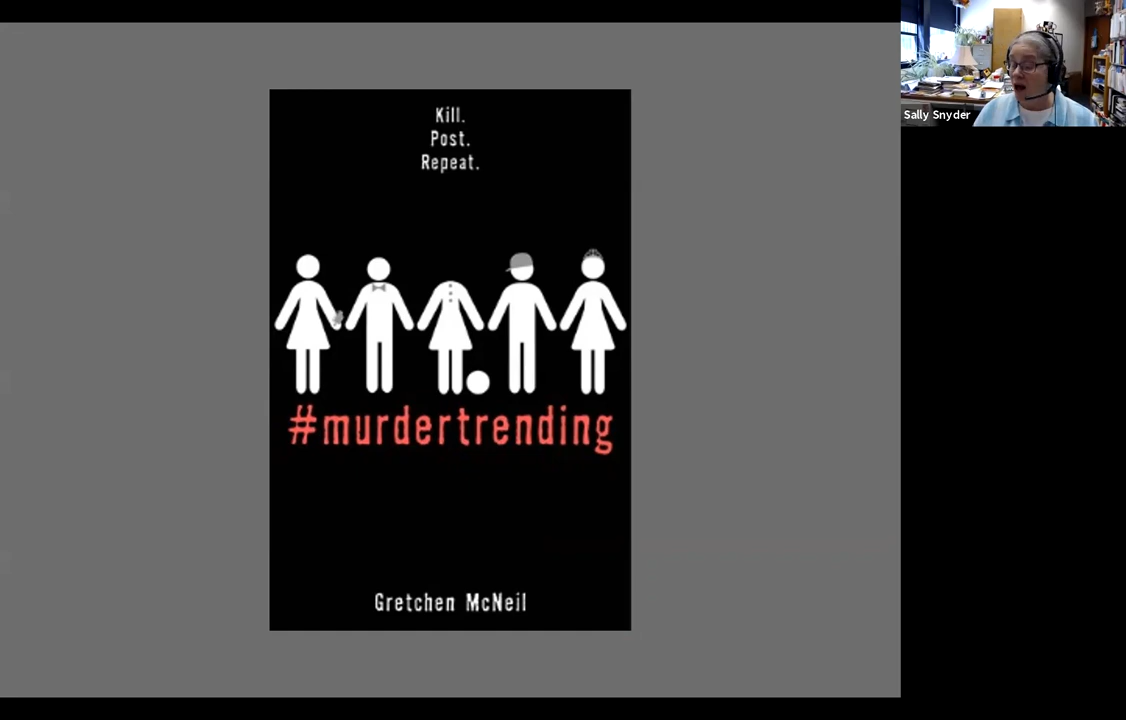 Kill.
Post.
Repeat.
#murdertrending
Gretchen McNeil
Sally Snyder